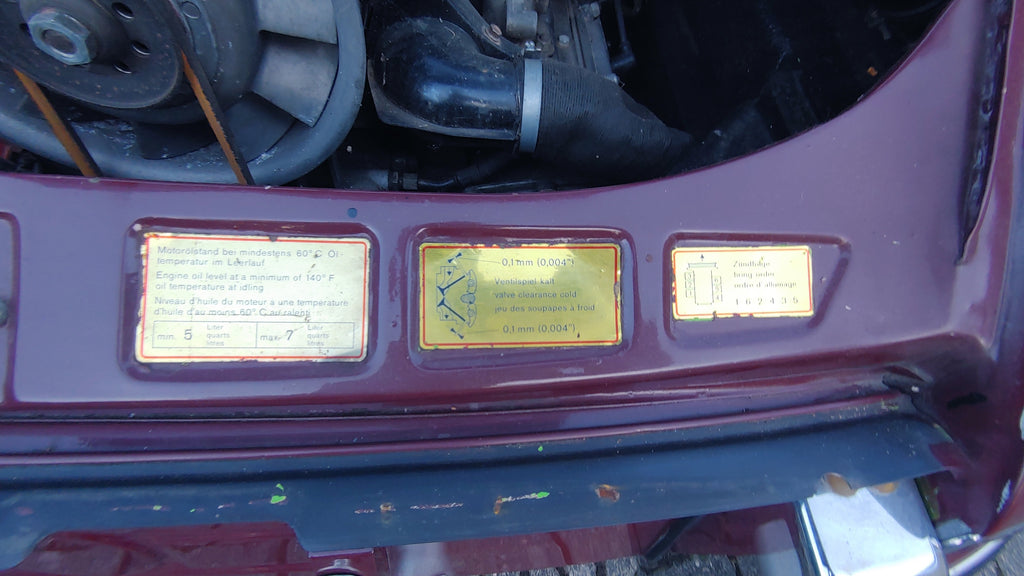 Motorölstand bei mindestens 60° C Öl-
temperatur im Leerlauf
Engine oil level at a minimum of 140° F
oil temperature at idling
Niveau d'huile du moteur a une temperature
d'huile d'au moins 60° C au ralenti
min. 5 Liter quarts litres max. 7 Liter quarts litres
0,1 mm (0,004")
Ventilspiel kalt
valve clearance cold
jeu des soupapes à froid
0,1 mm (0,004")
Zündfolge
firing order
ordre d'allumage
1 6 2 4 3 5